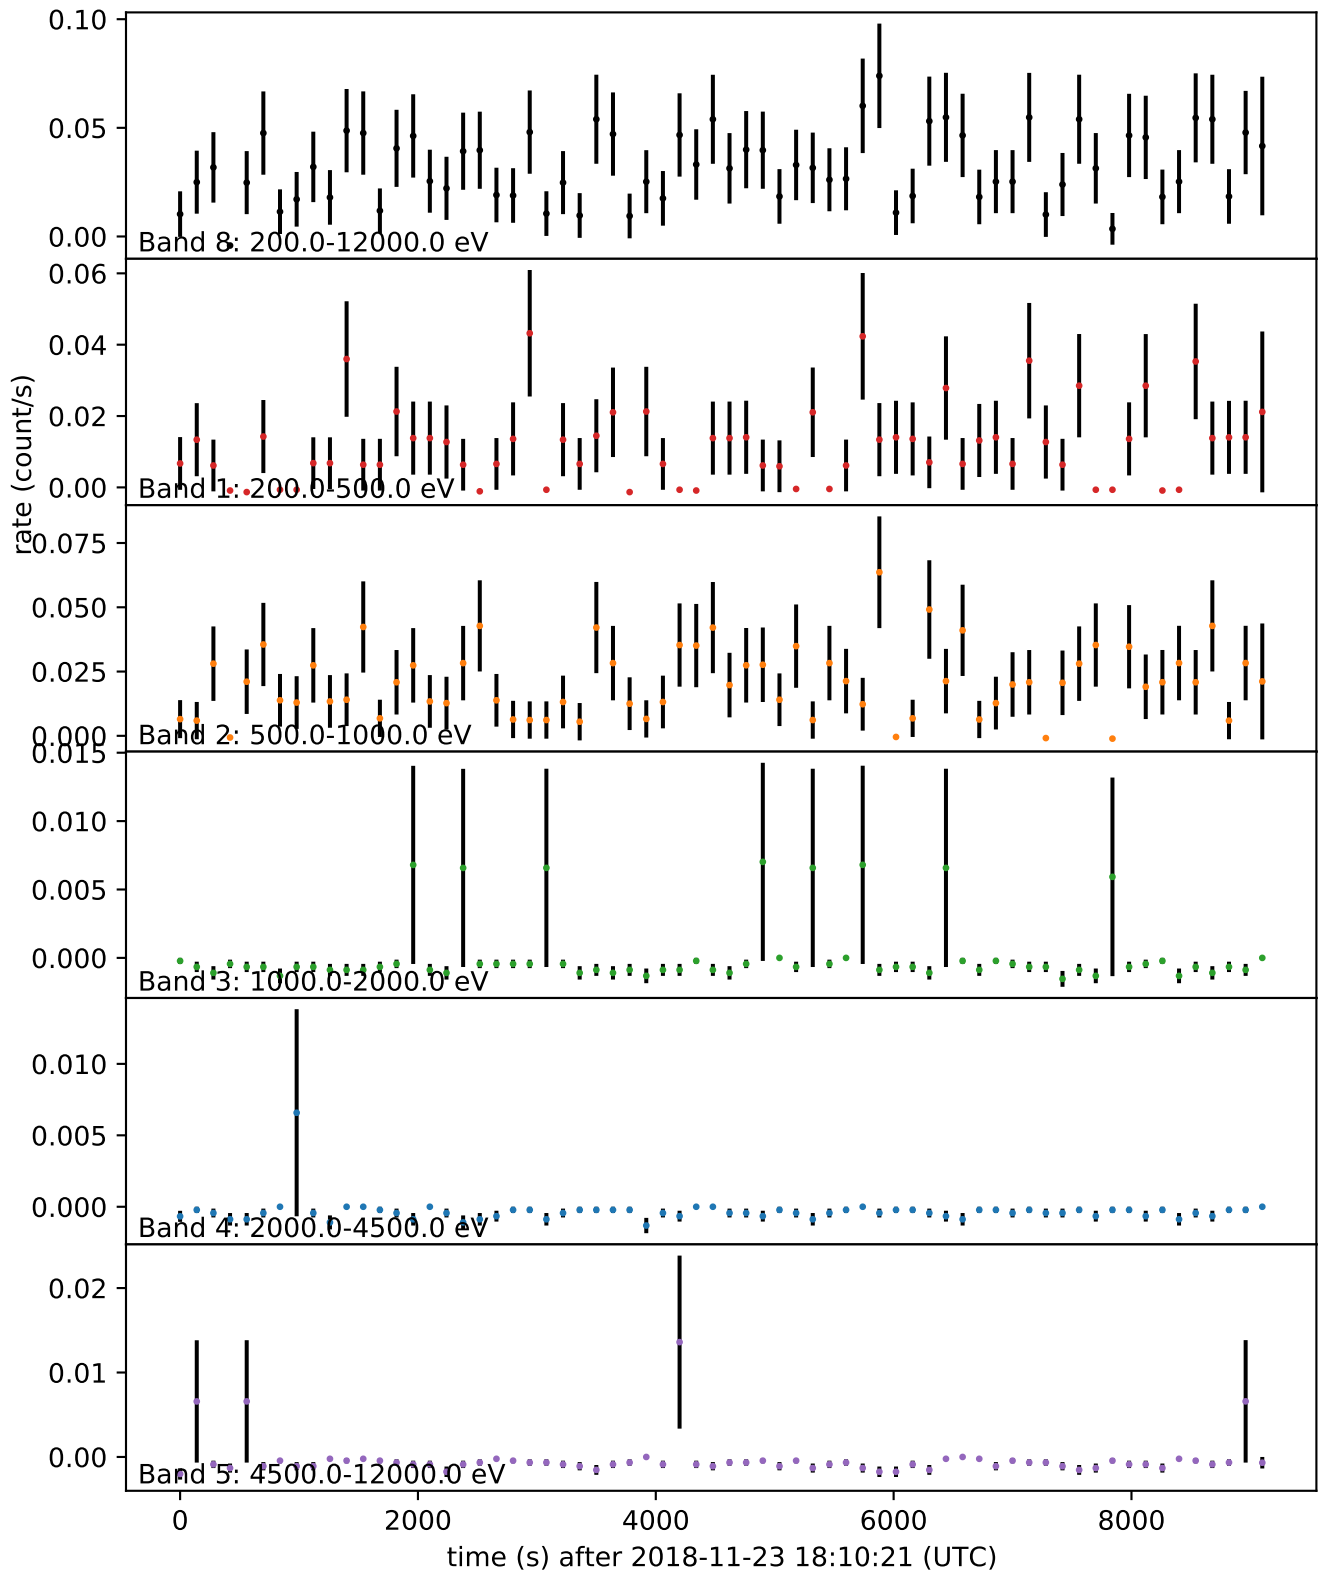 0.10
0.05
0.00
Band 8: 200.0-12000.0 eV
0.06
0.04
0.02
0.00
Band 1: 200.0-500.0 eV
rate (count/s)
0.075
0.050
0.025
0.000
Band 2: 500.0-1000.0 eV
0.015
0.010
0.005
0.000
Band 3: 1000.0-2000.0 eV
0.010
0.005
0.000
Band 4: 2000.0-4500.0 eV
0.02
0.01
0.00
Band 5: 4500.0-12000.0 eV
0 2000 4000 6000 8000
time (s) after 2018-11-23 18:10:21 (UTC)